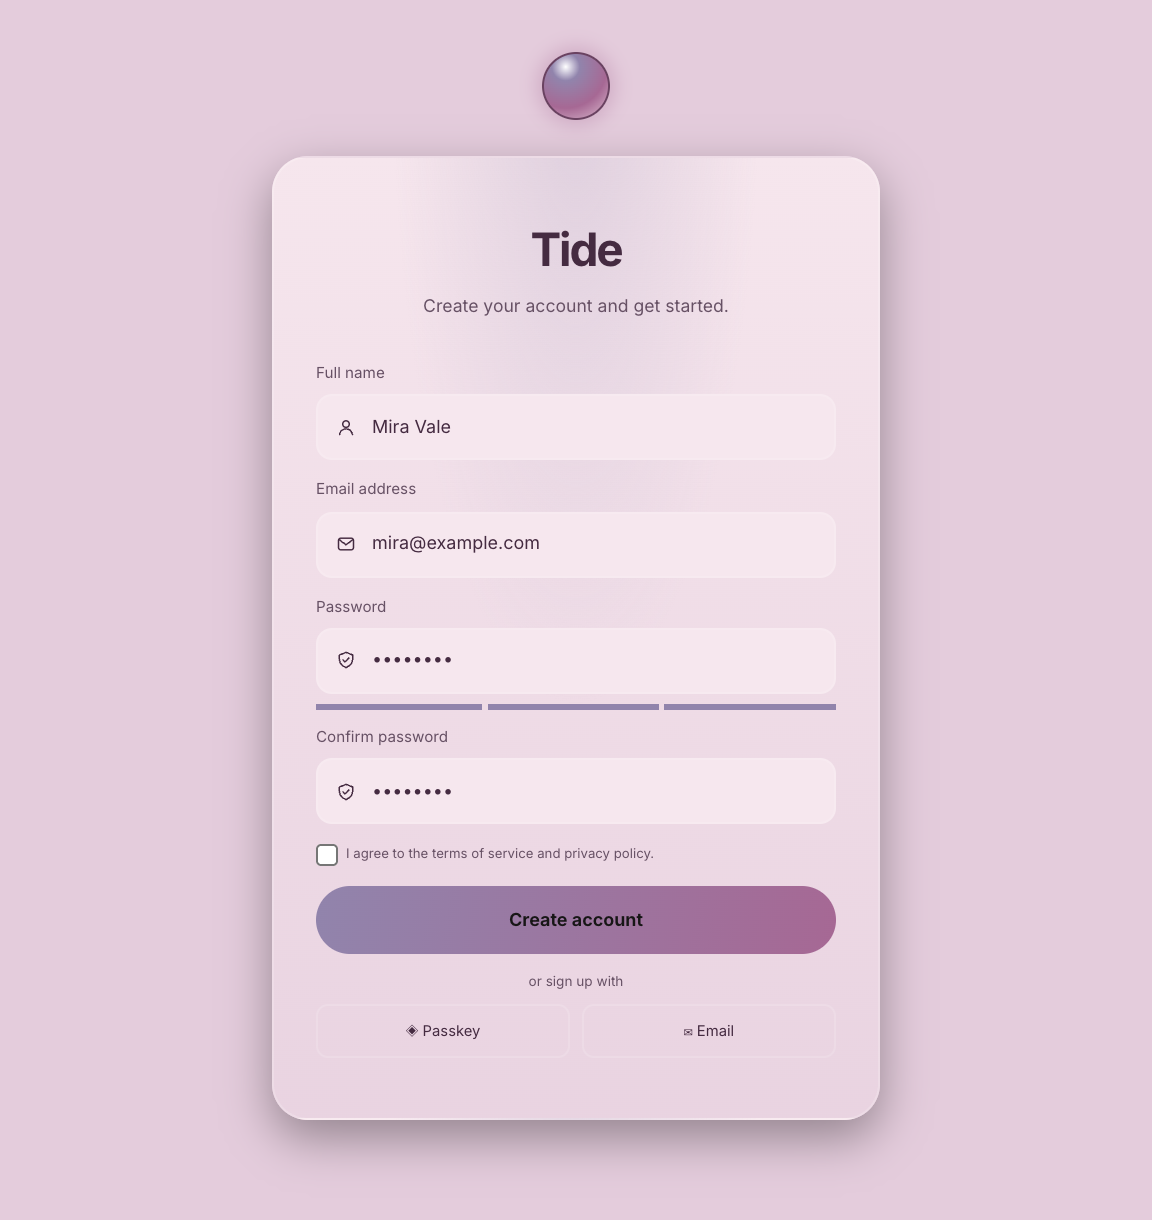 Tide
Create your account and get started.
Full name
Mira Vale
Email address
mira@example.com
Password
••••••••
Confirm password
••••••••
I agree to the terms of service and privacy policy.
Create account
or sign up with
◈ Passkey
✉ Email